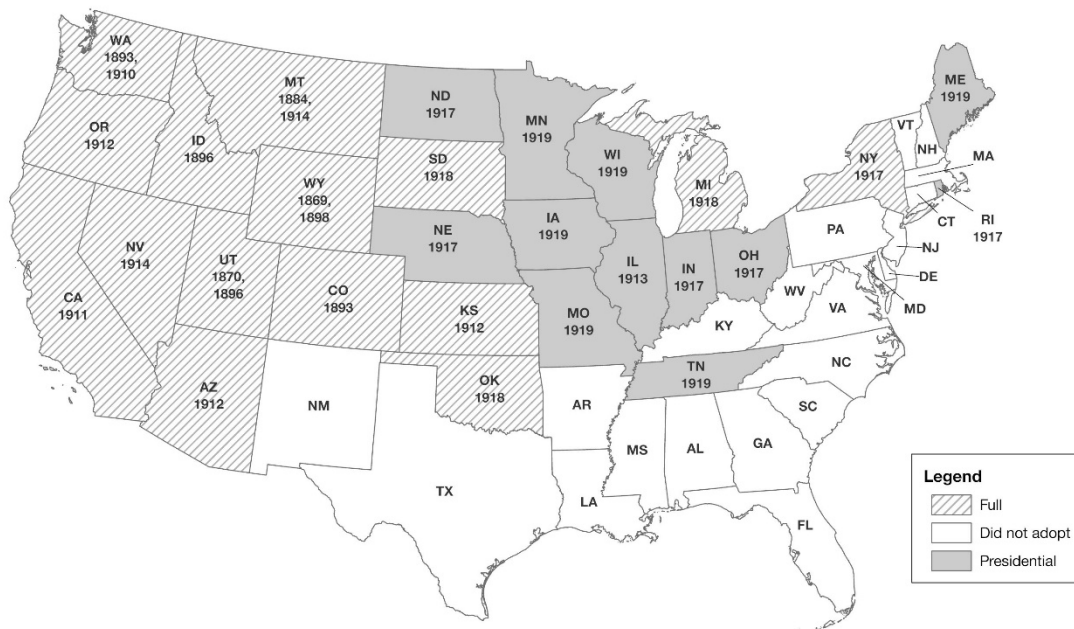 WA
1893,
1910
MT
1884,
1914
ND
1917
MN
1919
ME
1919
OR
1912
ID
1896
VT
NH
MA
WI
1919
NY
1917
SD
1918
WY
1869,
1898
MI
1918
CT
RI
1917
IA
1919
NE
1917
PA
NJ
NV
1914
UT
1870,
1896
IL
1913
IN
1917
OH
1917
DE
CO
1893
WV
MD
CA
1911
KS
1912
MO
1919
KY
VA
TN
1919
NC
OK
1918
AZ
1912
NM
AR
SC
MS
AL
GA
TX
LA
FL
Legend
Full
Did not adopt
Presidential